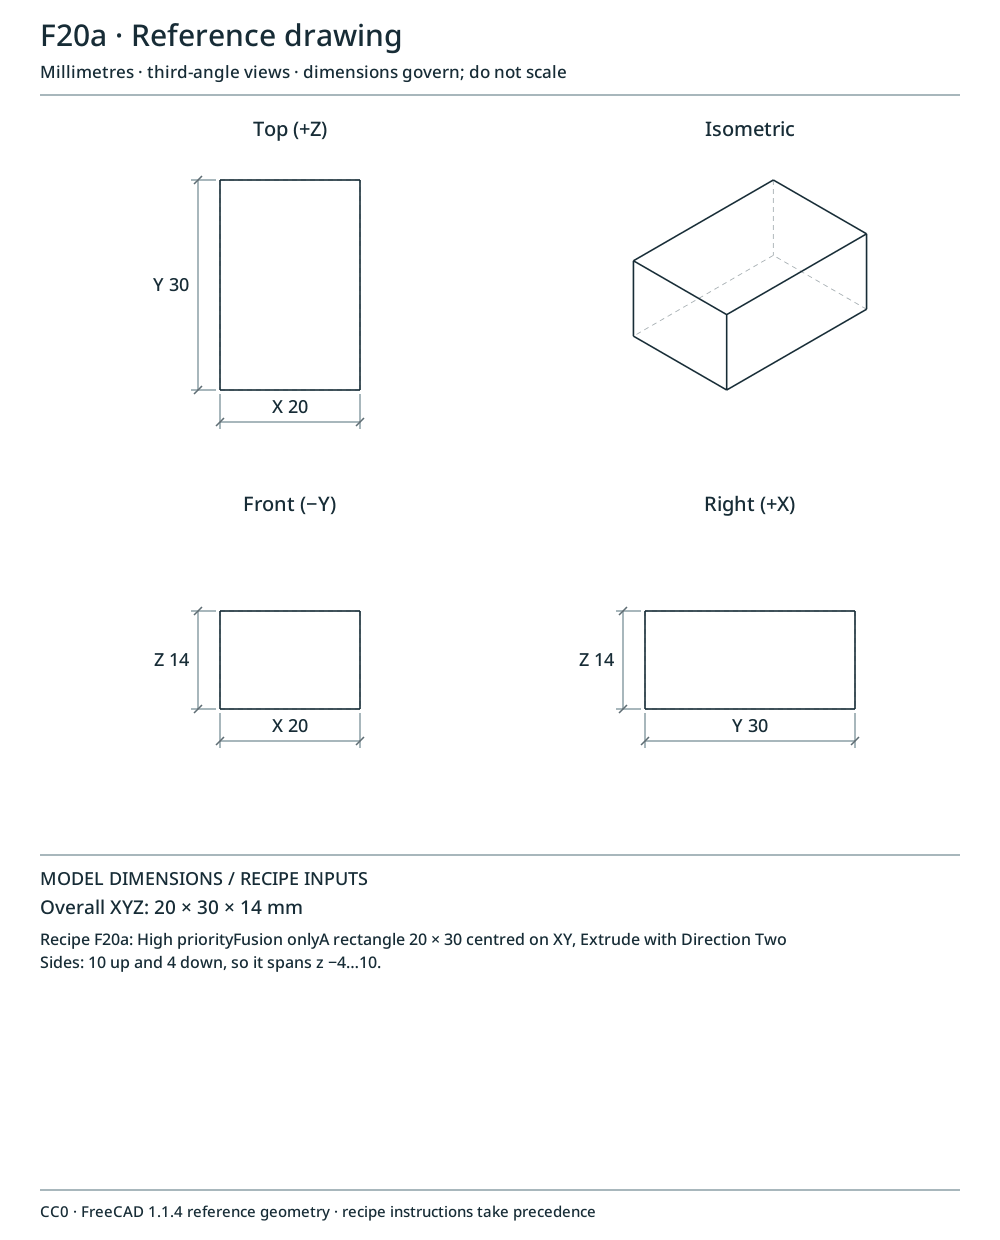 F20a · Reference drawing
Millimetres · third-angle views · dimensions govern; do not scale
Top (+Z)
Isometric
Y 30
X 20
Front (−Y)
Right (+X)
Z 14
Z 14
X 20
Y 30
MODEL DIMENSIONS / RECIPE INPUTS
Overall XYZ: 20 × 30 × 14 mm
Recipe F20a: High priorityFusion onlyA rectangle 20 × 30 centred on XY, Extrude with Direction Two
Sides: 10 up and 4 down, so it spans z −4…10.
CC0 · FreeCAD 1.1.4 reference geometry · recipe instructions take precedence